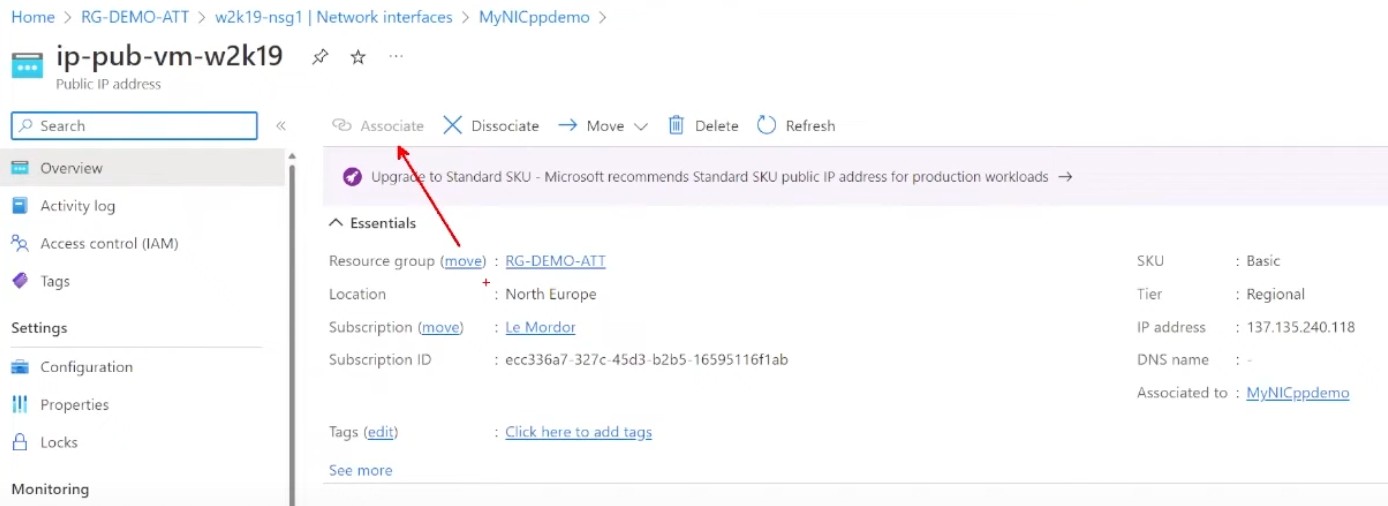 Home > RG-DEMO-ATT > w2k19-nsg1 | Network interfaces > MyNICppdemo >
ip-pub-vm-w2k19
Public IP address
Search
Associate Dissociate Move Delete Refresh
Overview
Activity log
Access control (IAM)
Tags
Settings
Configuration
Properties
Locks
Monitoring
Upgrade to Standard SKU - Microsoft recommends Standard SKU public IP address for production workloads →
Essentials
Resource group (move) : RG-DEMO-ATT
Location : North Europe
Subscription (move) : Le Mordor
Subscription ID : ecc336a7-327c-45d3-b2b5-16595116f1ab
SKU : Basic
Tier : Regional
IP address : 137.135.240.118
DNS name : -
Associated to : MyNICppdemo
Tags (edit) : Click here to add tags
See more